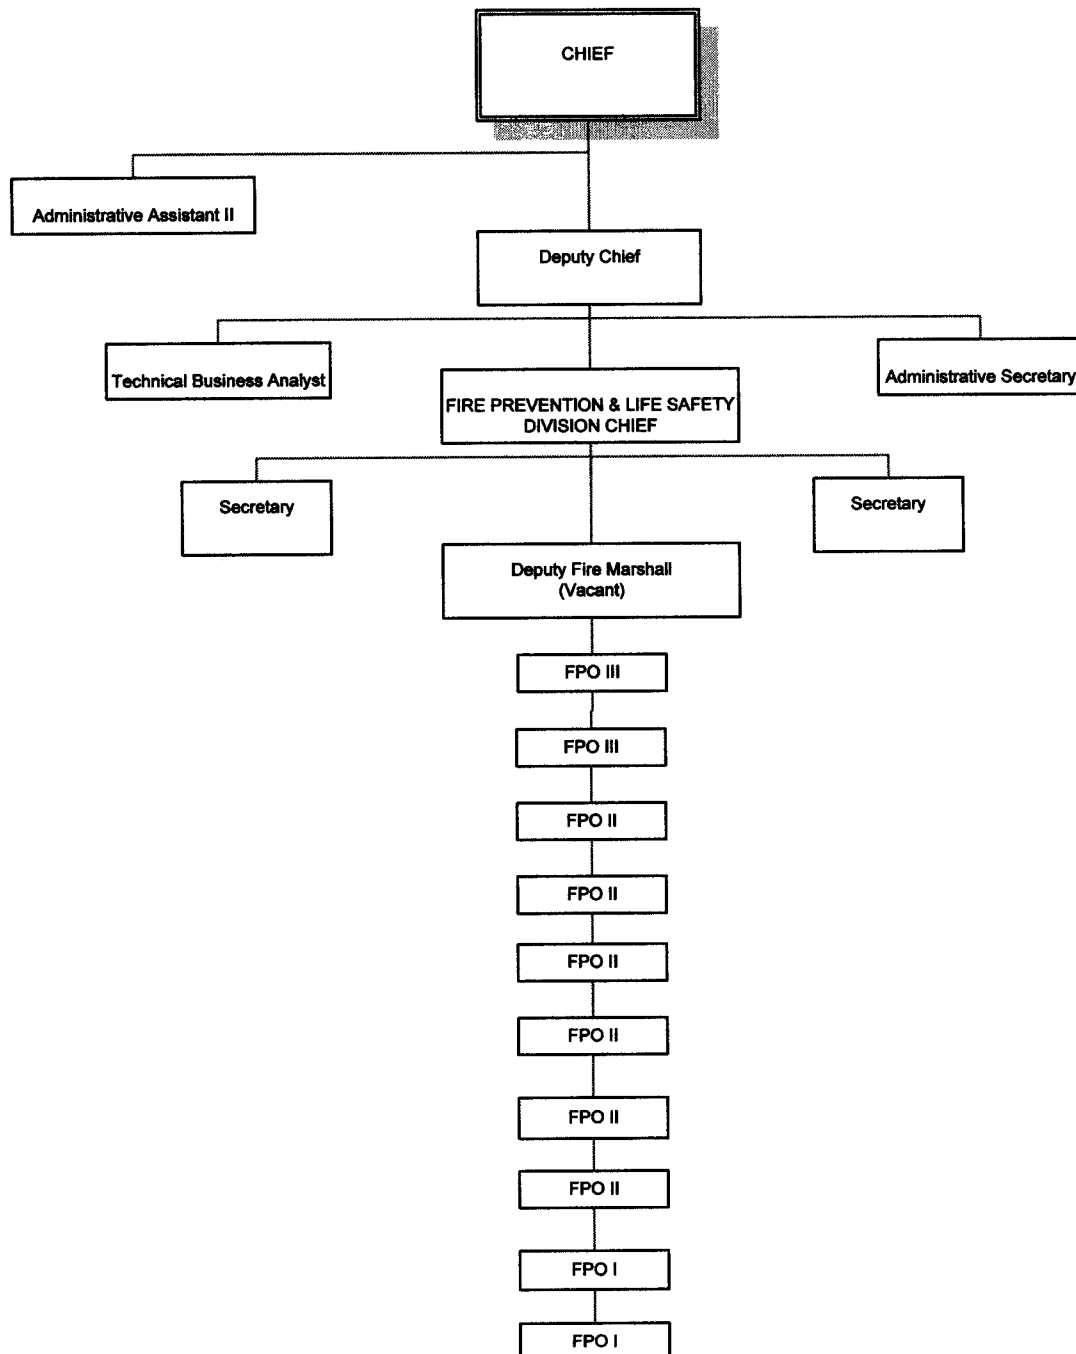 CHIEF
Administrative Assistant II
Deputy Chief
Technical Business Analyst
Administrative Secretary
FIRE PREVENTION & LIFE SAFETY
DIVISION CHIEF
Secretary
Secretary
Deputy Fire Marshall
(Vacant)
FPO III
FPO III
FPO II
FPO II
FPO II
FPO II
FPO II
FPO II
FPO I
FPO I